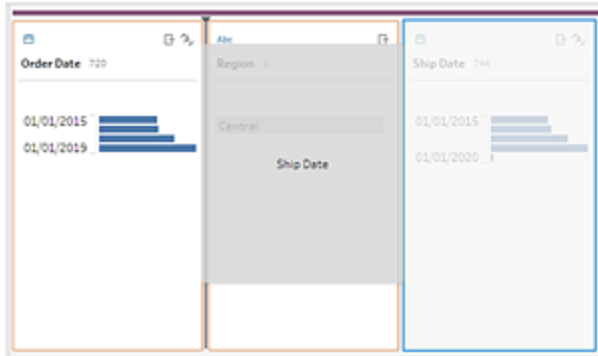 Abc
Order Date 720
Region 1
Ship Date 746
01/01/2015
01/01/2019
Central
Ship Date
01/01/2015
01/01/2020